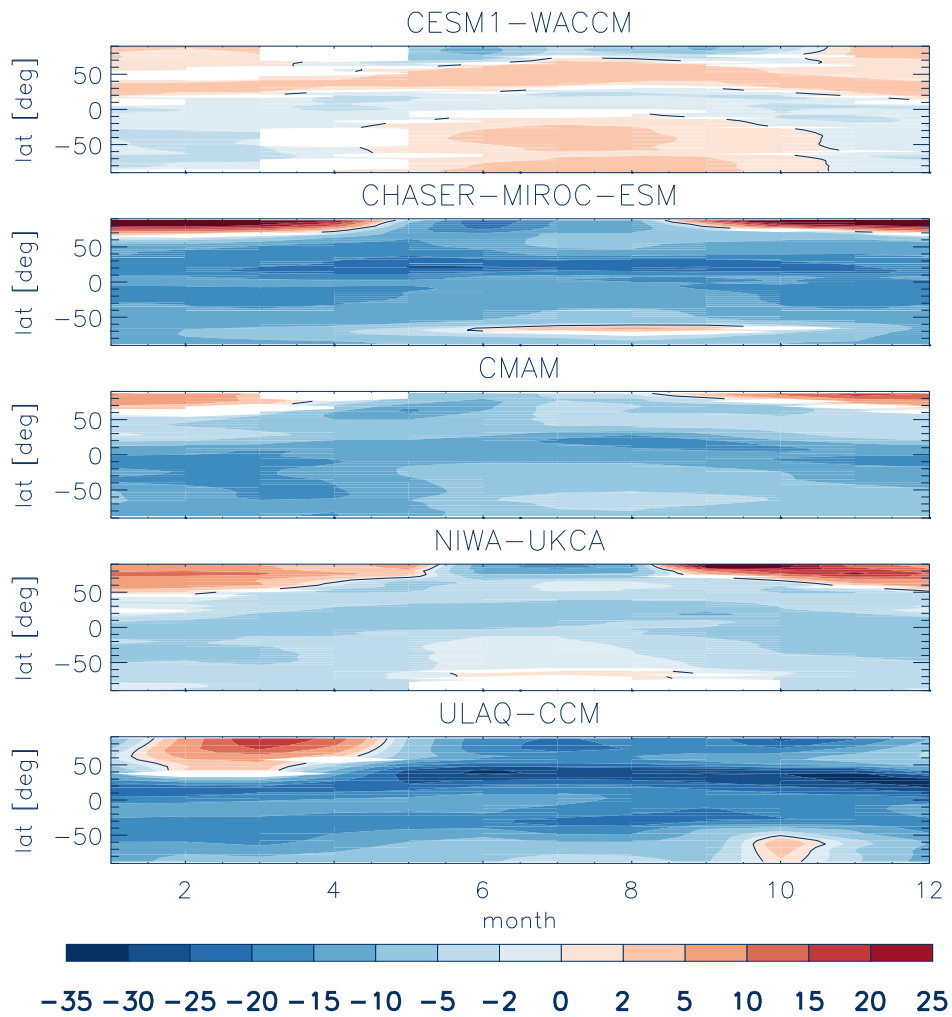 CESM1−WACCM
50
0
−50
lat [deg]
CHASER−MIROC−ESM
50
0
−50
lat [deg]
CMAM
50
0
−50
lat [deg]
NIWA−UKCA
50
0
−50
lat [deg]
ULAQ−CCM
50
0
−50
lat [deg]
2 4 6 8 10 12
month
−35 −30 −25 −20 −15 −10 −5 −2 0 2 5 10 15 20 25